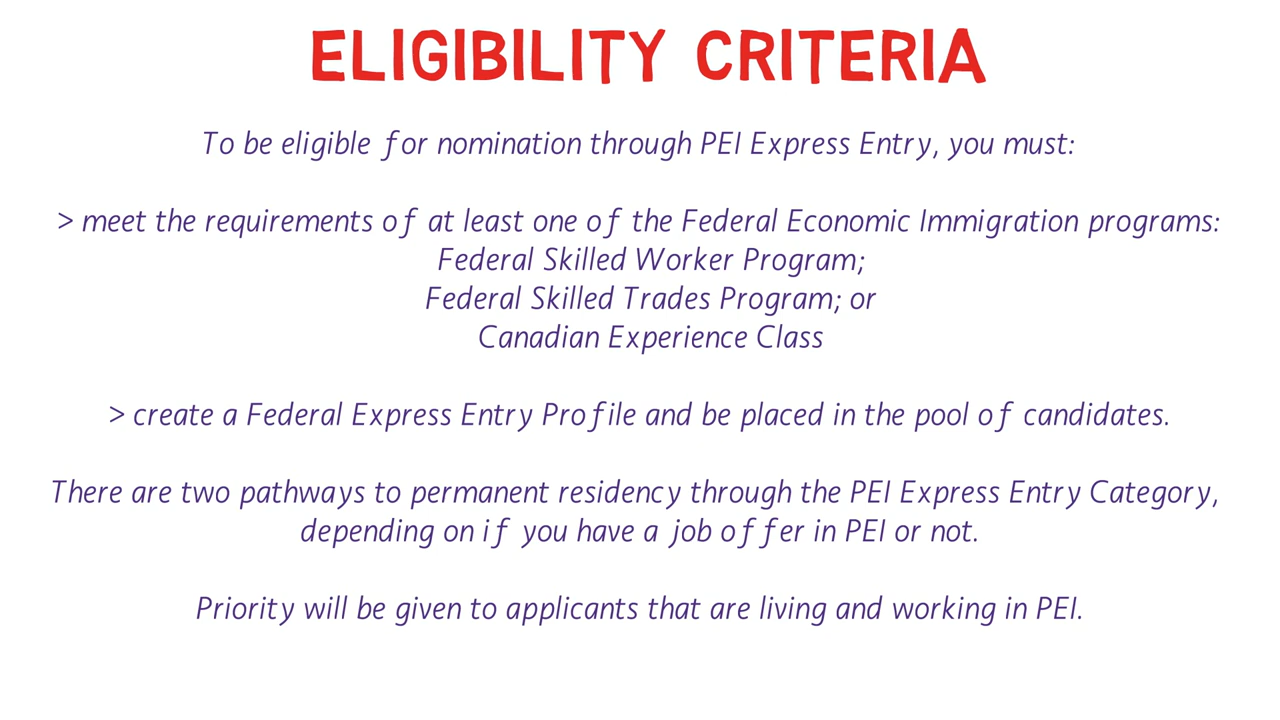 ELIGIBILITY CRITERIA
To be eligible for nomination through PEI Express Entry, you must:
> meet the requirements of at least one of the Federal Economic Immigration programs:
Federal Skilled Worker Program;
Federal Skilled Trades Program; or
Canadian Experience Class
> create a Federal Express Entry Profile and be placed in the pool of candidates.
There are two pathways to permanent residency through the PEI Express Entry Category,
depending on if you have a job offer in PEI or not.
Priority will be given to applicants that are living and working in PEI.